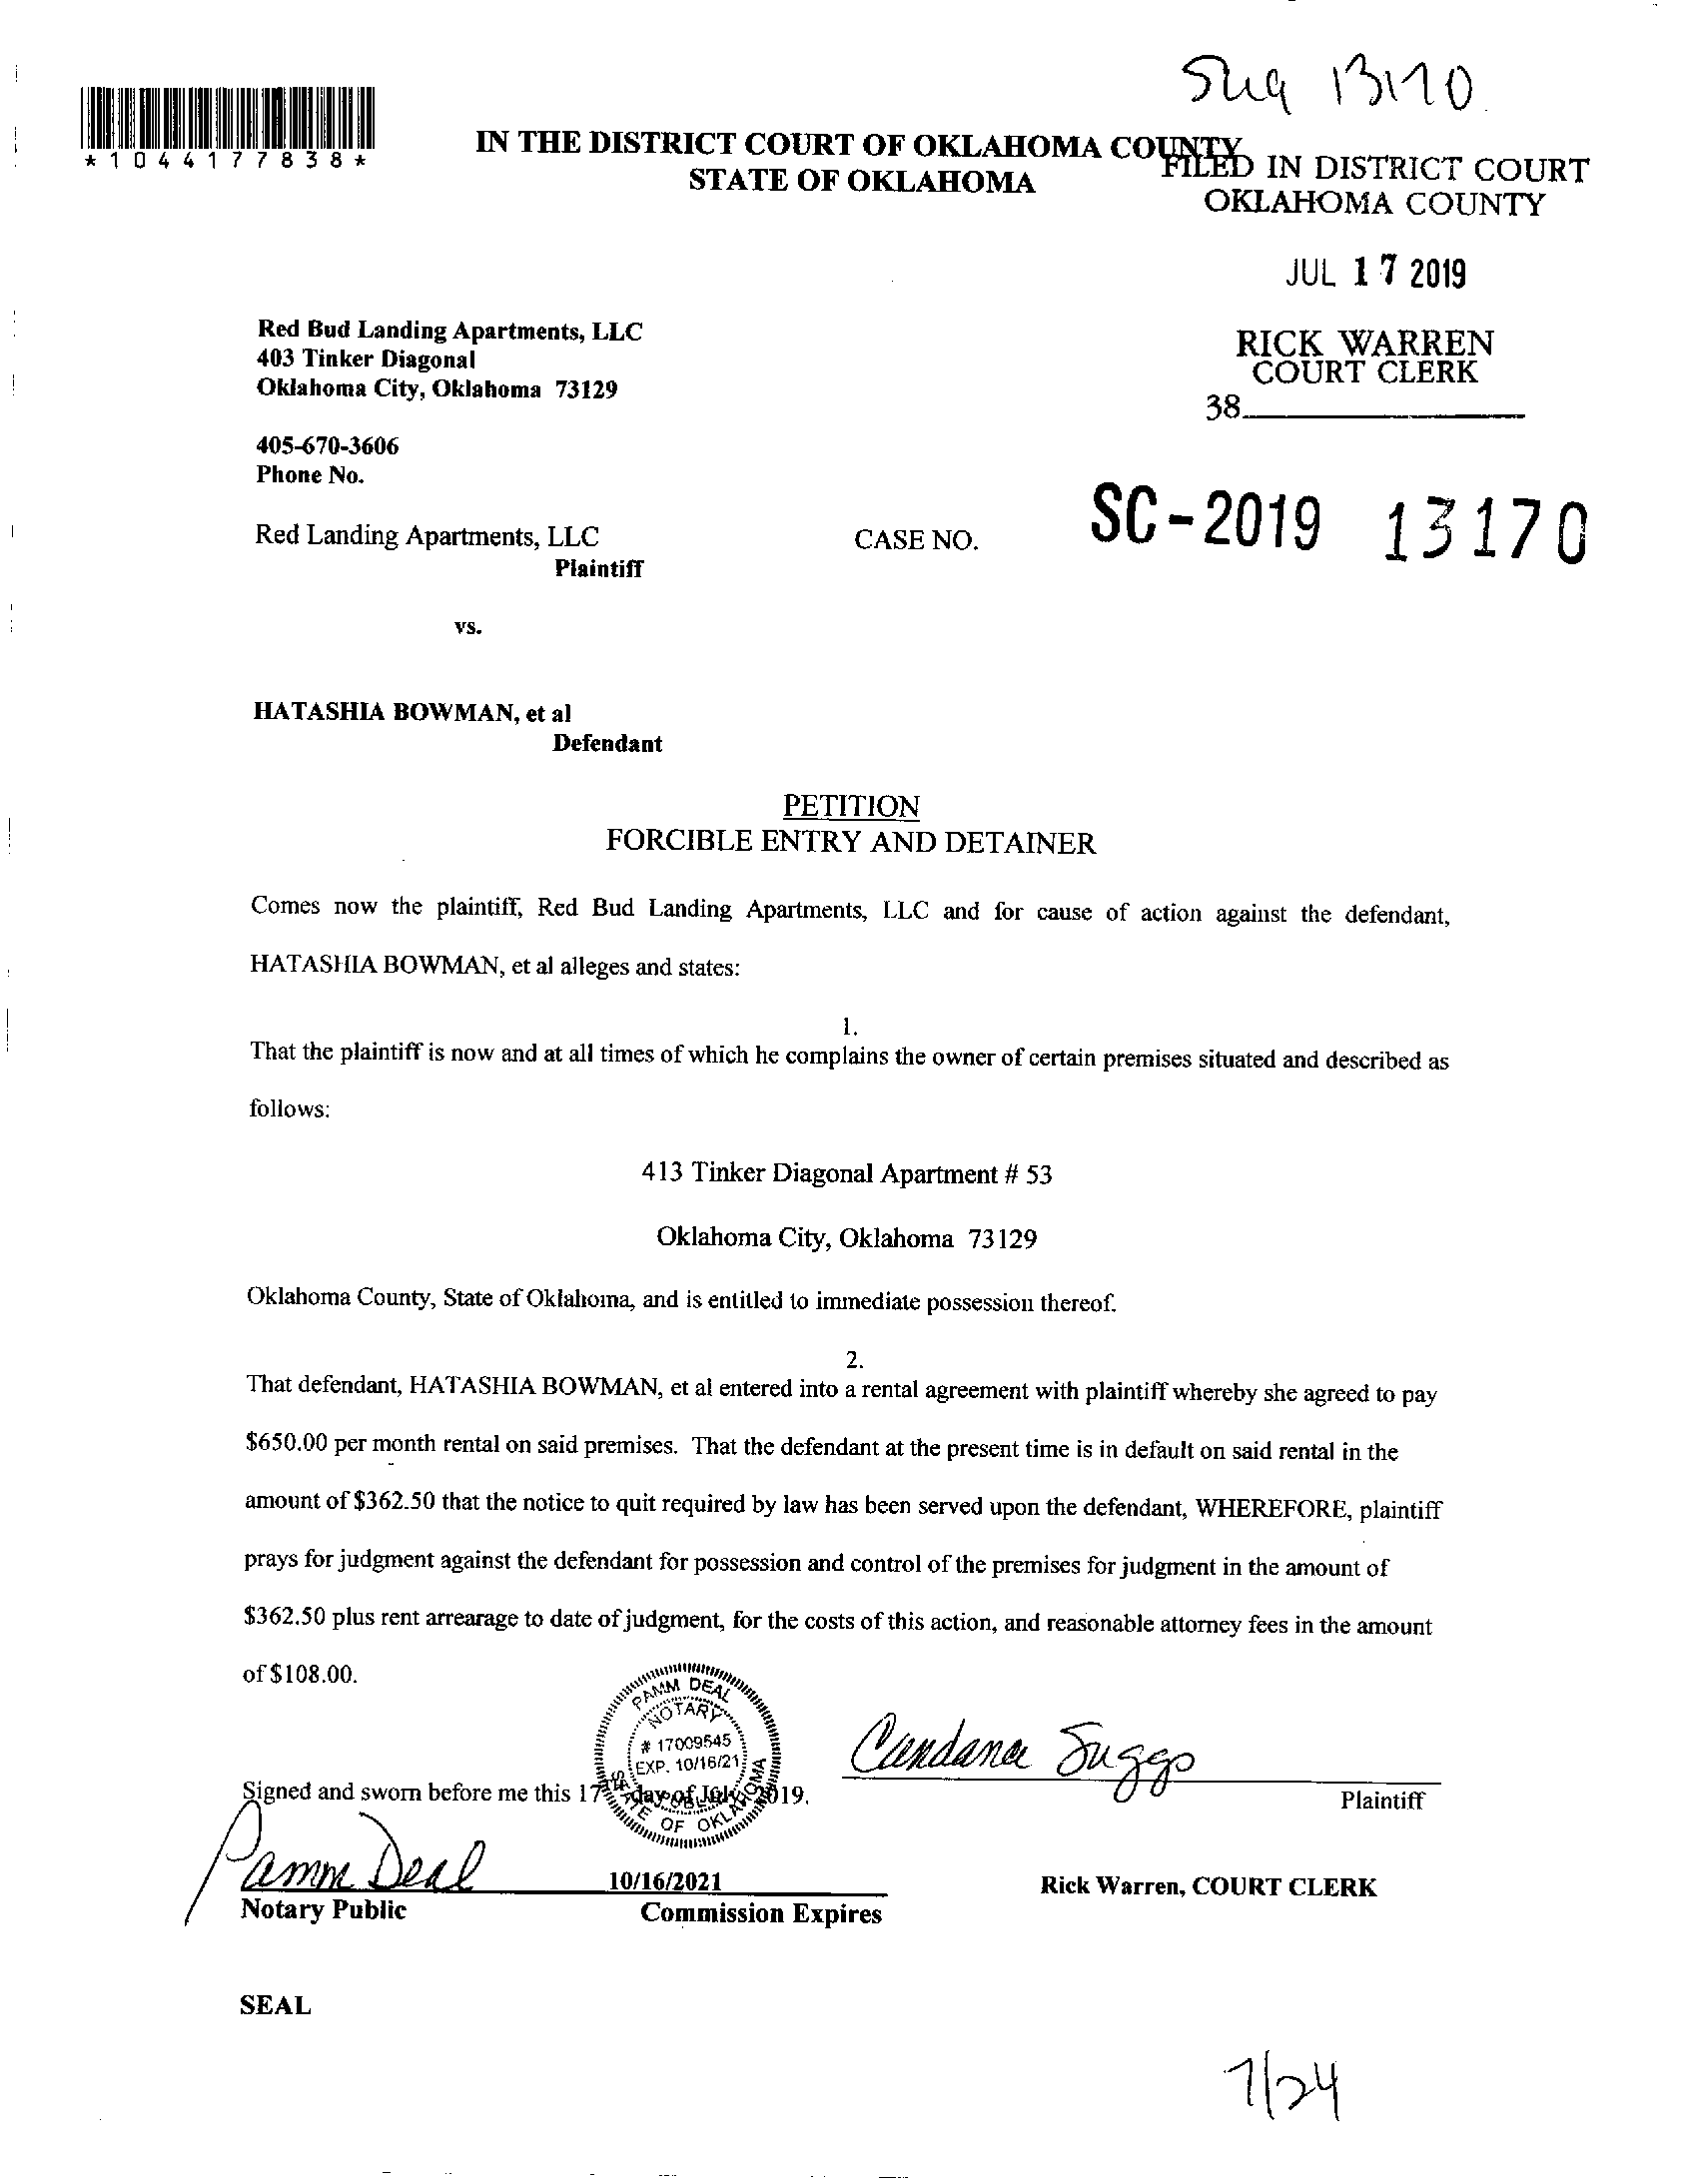 13170
*1044177838*
IN THE DISTRICT COURT OF OKLAHOMA COUNTY
STATE OF OKLAHOMA
FILED IN DISTRICT COURT
OKLAHOMA COUNTY
JUL 17 2019
RICK WARREN
COURT CLERK
38
Red Bud Landing Apartments, LLC
403 Tinker Diagonal
Oklahoma City, Oklahoma 73129
405-670-3606
Phone No.
Red Landing Apartments, LLC
Plaintiff
CASE NO.
SC-2019 13170
vs.
HATASHIA BOWMAN, et al
Defendant
PETITION
FORCIBLE ENTRY AND DETAINER
Comes now the plaintiff, Red Bud Landing Apartments, LLC and for cause of action against the defendant,
HATASHIA BOWMAN, et al alleges and states:
1.
That the plaintiff is now and at all times of which he complains the owner of certain premises situated and described as
follows:
413 Tinker Diagonal Apartment # 53
Oklahoma City, Oklahoma 73129
Oklahoma County, State of Oklahoma, and is entitled to immediate possession thereof.
2.
That defendant, HATASHIA BOWMAN, et al entered into a rental agreement with plaintiff whereby she agreed to pay
$650.00 per month rental on said premises. That the defendant at the present time is in default on said rental in the
amount of $362.50 that the notice to quit required by law has been served upon the defendant, WHEREFORE, plaintiff
prays for judgment against the defendant for possession and control of the premises for judgment in the amount of
$362.50 plus rent arrearage to date of judgment, for the costs of this action, and reasonable attorney fees in the amount
of $108.00.
PAMM DEAL
NOTARY
# 17009545
EXP. 10/16/21
PUBLIC
STATE OF OKLAHOMA
Candance Suggs
Plaintiff
Signed and sworn before me this 17th day of July, 2019.
Pamm Deal
Notary Public
10/16/2021
Commission Expires
Rick Warren, COURT CLERK
SEAL
7/24